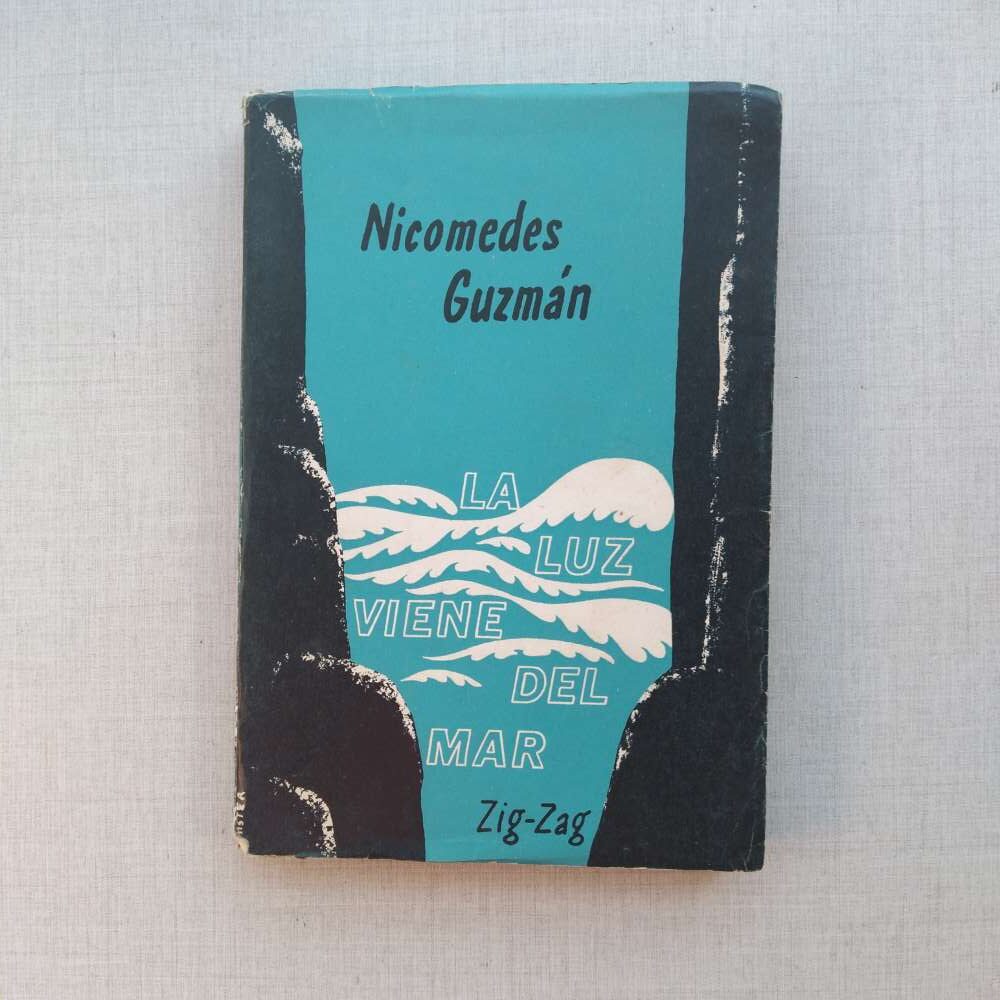 Nicomedes
Guzmán
LA
LUZ
VIENE
DEL
MAR
Zig-Zag